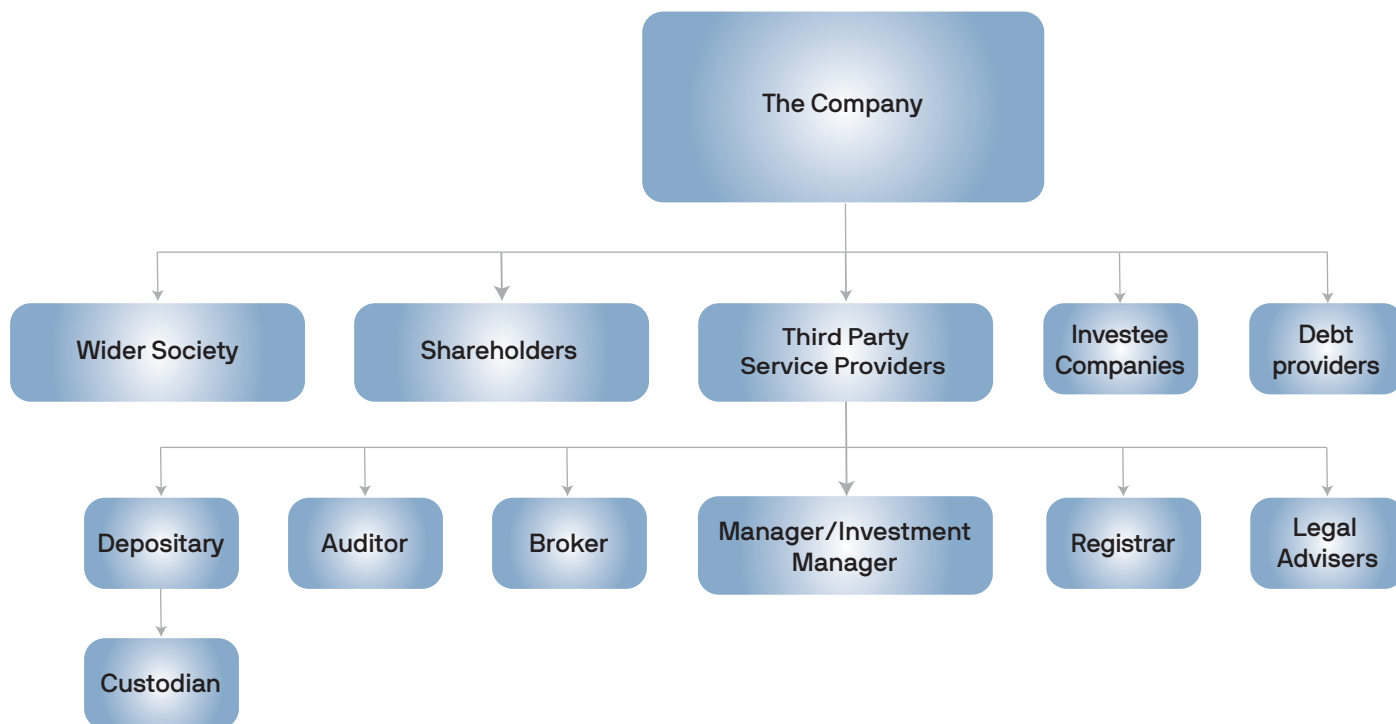 The Company
Wider Society
Shareholders
Third Party
Service Providers
Investee
Companies
Debt
providers
Depositary
Auditor
Broker
Manager/Investment
Manager
Registrar
Legal
Advisers
Custodian